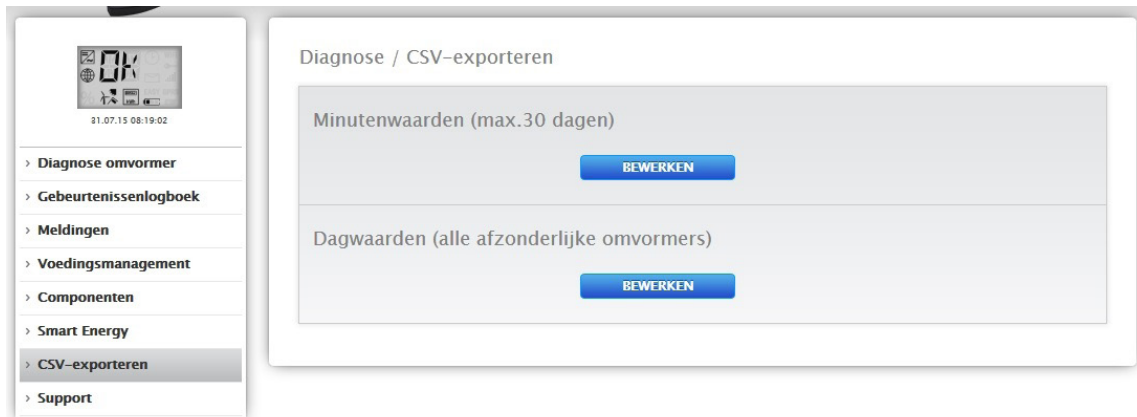 OK
31.07.15 08:19:02
› Diagnose omvormer
› Gebeurtenissenlogboek
› Meldingen
› Voedingsmanagement
› Componenten
› Smart Energy
› CSV-exporteren
› Support
Diagnose / CSV-exporteren
Minutenwaarden (max.30 dagen)
BEWERKEN
Dagwaarden (alle afzonderlijke omvormers)
BEWERKEN